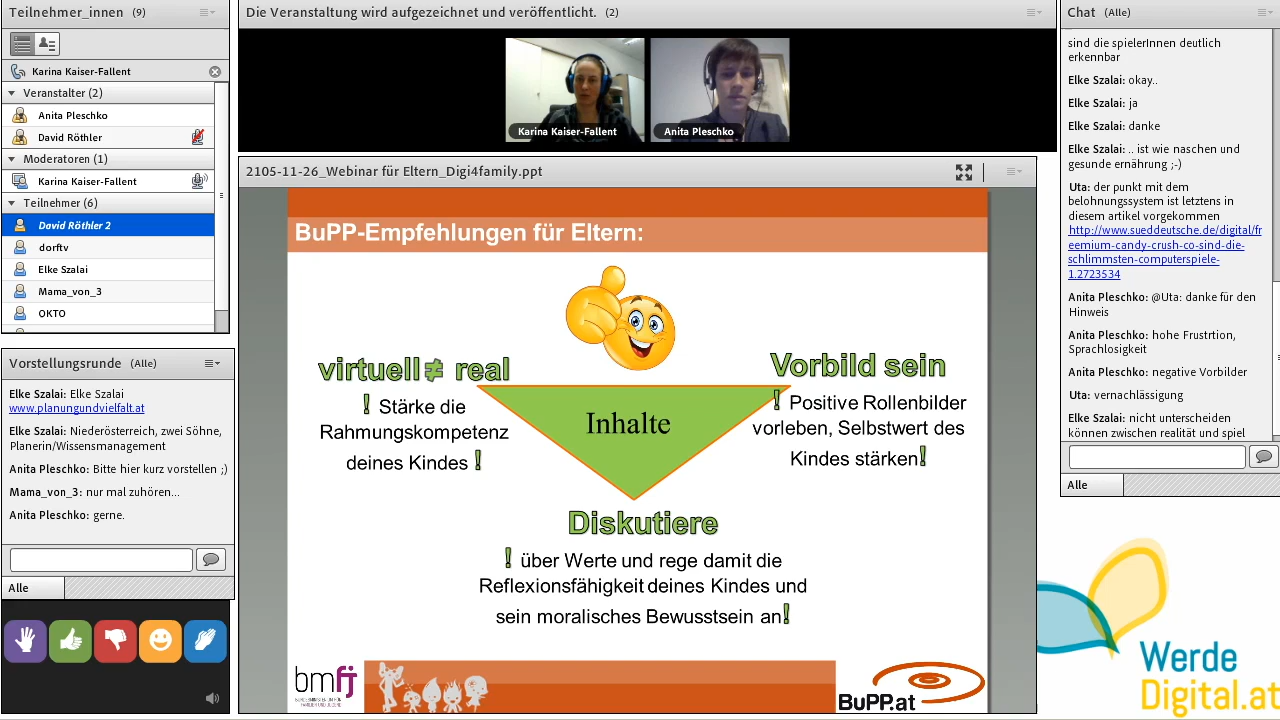 Teilnehmer_innen (9)
Karina Kaiser-Fallent
Veranstalter (2)
Anita Pleschko
David Röthler
Moderatoren (1)
Karina Kaiser-Fallent
Teilnehmer (6)
David Röthler 2
dorftv
Elke Szalai
Mama_von_3
OKTO
Vorstellungsrunde (Alle)
Elke Szalai: Elke Szalai
www.planungundvielfalt.at
Elke Szalai: Niederösterreich, zwei Söhne,
Planerin/Wissensmanagement
Anita Pleschko: Bitte hier kurz vorstellen ;)
Mama_von_3: nur mal zuhören...
Anita Pleschko: gerne.
Alle
Die Veranstaltung wird aufgezeichnet und veröffentlicht. (2)
Karina Kaiser-Fallent
Anita Pleschko
2105-11-26_Webinar für Eltern_Digi4family.ppt
BuPP-Empfehlungen für Eltern:
virtuell ≠ real
! Stärke die
Rahmungskompetenz
deines Kindes !
Inhalte
Vorbild sein
! Positive Rollenbilder
vorleben, Selbstwert des
Kindes stärken!
Diskutiere
! über Werte und rege damit die
Reflexionsfähigkeit deines Kindes und
sein moralisches Bewusstsein an!
bmfj
BuPP.at
Chat (Alle)
sind die spielerInnen deutlich
erkennbar
Elke Szalai: okay..
Elke Szalai: ja
Elke Szalai: danke
Elke Szalai: .. ist wie naschen und
gesunde ernährung ;-)
Uta: der punkt mit dem
belohnungssystem ist letztens in
diesem artikel vorgekommen
http://www.sueddeutsche.de/digital/fr
eemium-candy-crush-co-sind-die-
schlimmsten-computerspiele-
1.2723534
Anita Pleschko: @Uta: danke für den
Hinweis
Anita Pleschko: hohe Frustrtion,
Sprachlosigkeit
Anita Pleschko: negative Vorbilder
Uta: vernachlässigung
Elke Szalai: nicht unterscheiden
können zwischen realität und spiel
Alle
Werde
Digital.at